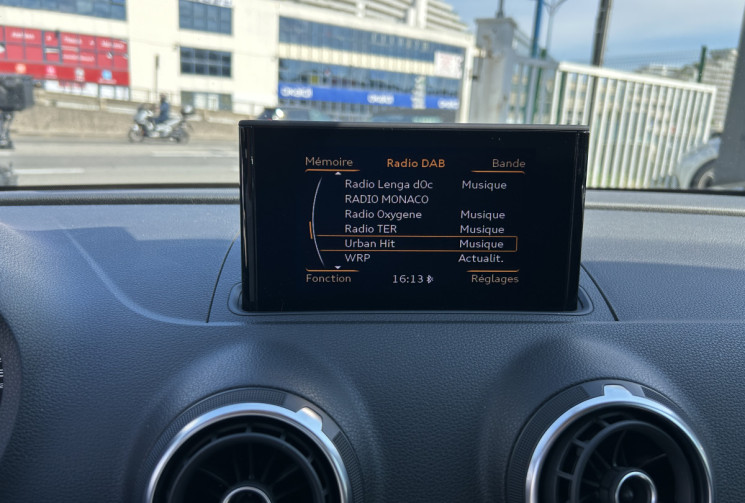 Mémoire Radio DAB Bande
Radio Lenga dOc Musique
RADIO MONACO
Radio Oxygene Musique
Radio TER Musique
Urban Hit Musique
WRP Actualit.
Fonction 16:13 Réglages